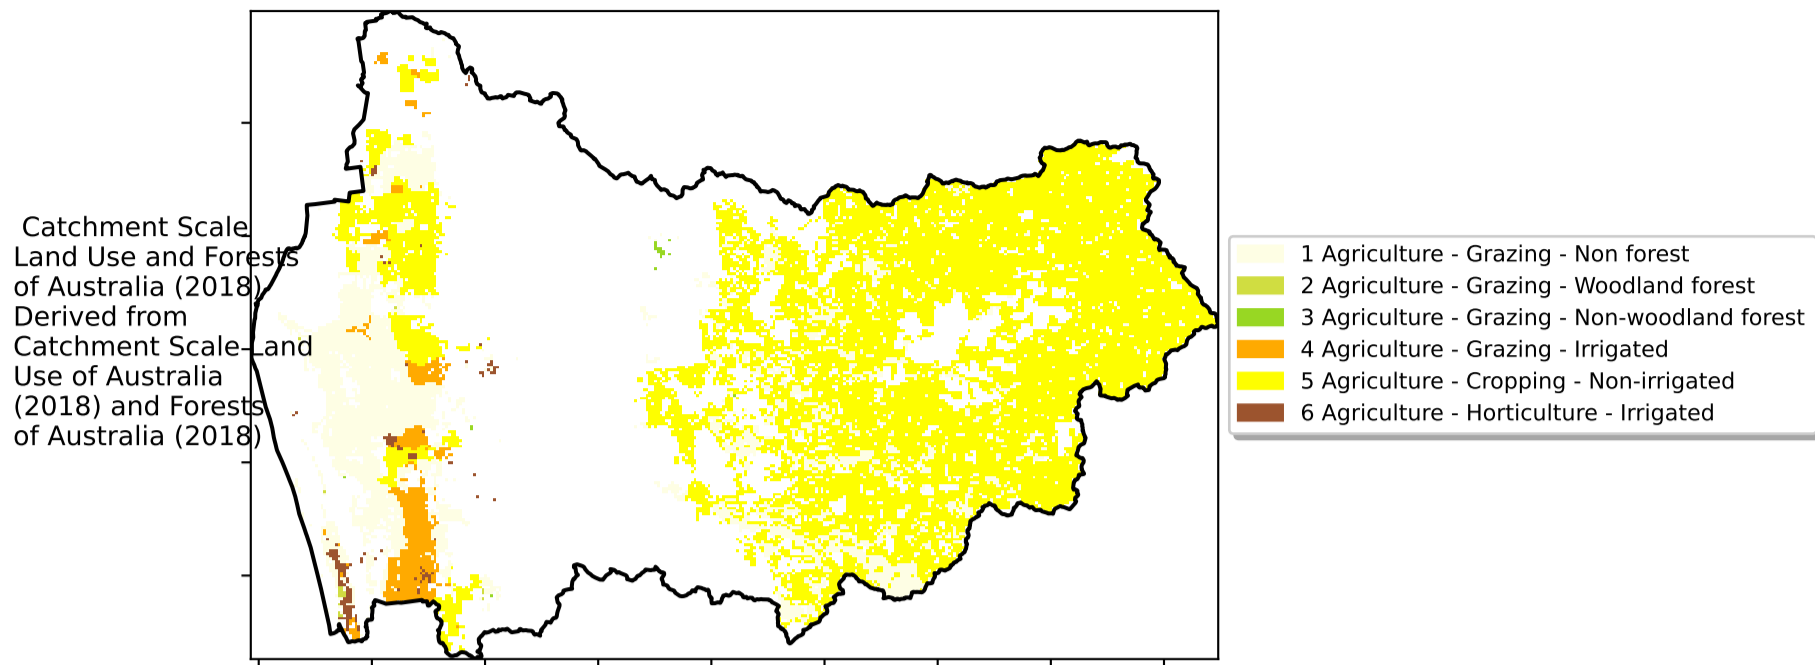 Catchment Scale
Land Use and Forests
of Australia (2018)
Derived from
Catchment Scale Land
Use of Australia
(2018) and Forests
of Australia (2018)
1 Agriculture - Grazing - Non forest
2 Agriculture - Grazing - Woodland forest
3 Agriculture - Grazing - Non-woodland forest
4 Agriculture - Grazing - Irrigated
5 Agriculture - Cropping - Non-irrigated
6 Agriculture - Horticulture - Irrigated